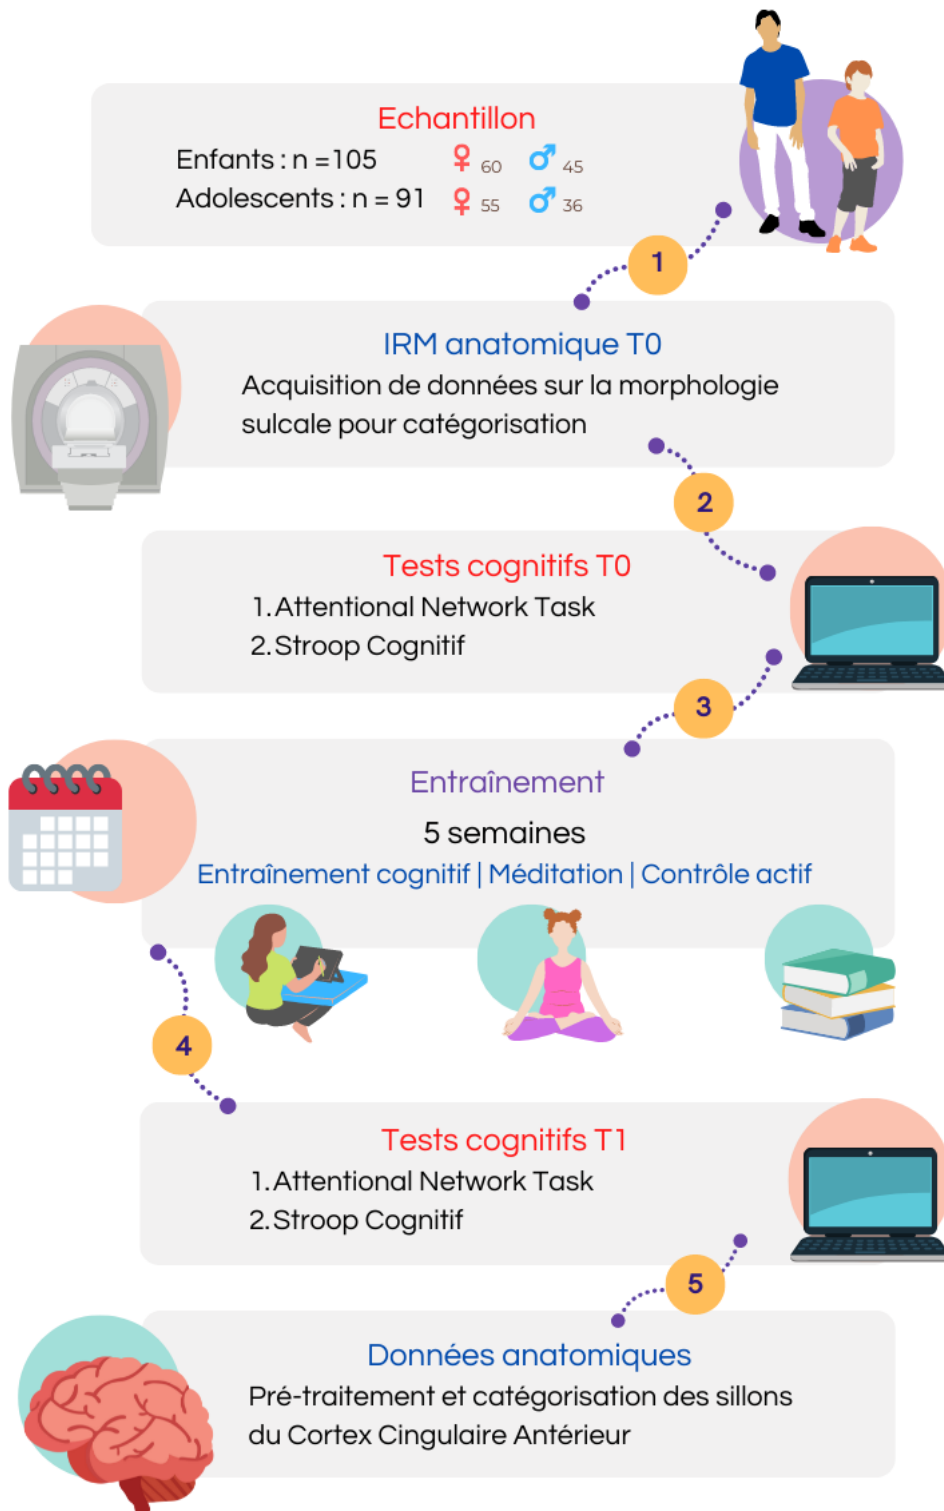 Echantillon
Enfants : n =105 ♀ 60 ♂ 45
Adolescents : n = 91 ♀ 55 ♂ 36
1
IRM anatomique T0
Acquisition de données sur la morphologie
sulcale pour catégorisation
2
Tests cognitifs T0
1. Attentional Network Task
2. Stroop Cognitif
3
Entraînement
5 semaines
Entraînement cognitif | Méditation | Contrôle actif
4
Tests cognitifs T1
1. Attentional Network Task
2. Stroop Cognitif
5
Données anatomiques
Pré-traitement et catégorisation des sillons
du Cortex Cingulaire Antérieur